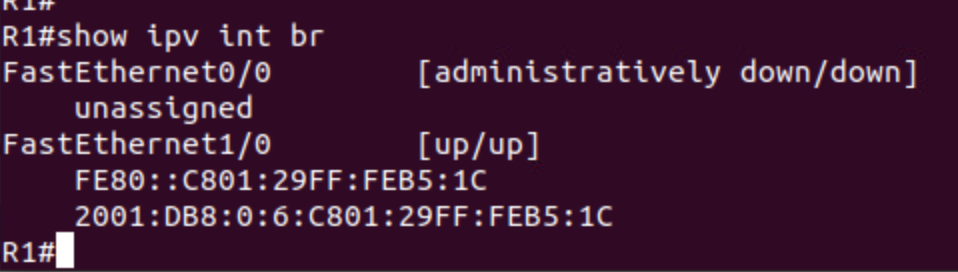 R1#
R1#show ipv int br
FastEthernet0/0 [administratively down/down]
unassigned
FastEthernet1/0 [up/up]
FE80::C801:29FF:FEB5:1C
2001:DB8:0:6:C801:29FF:FEB5:1C
R1#